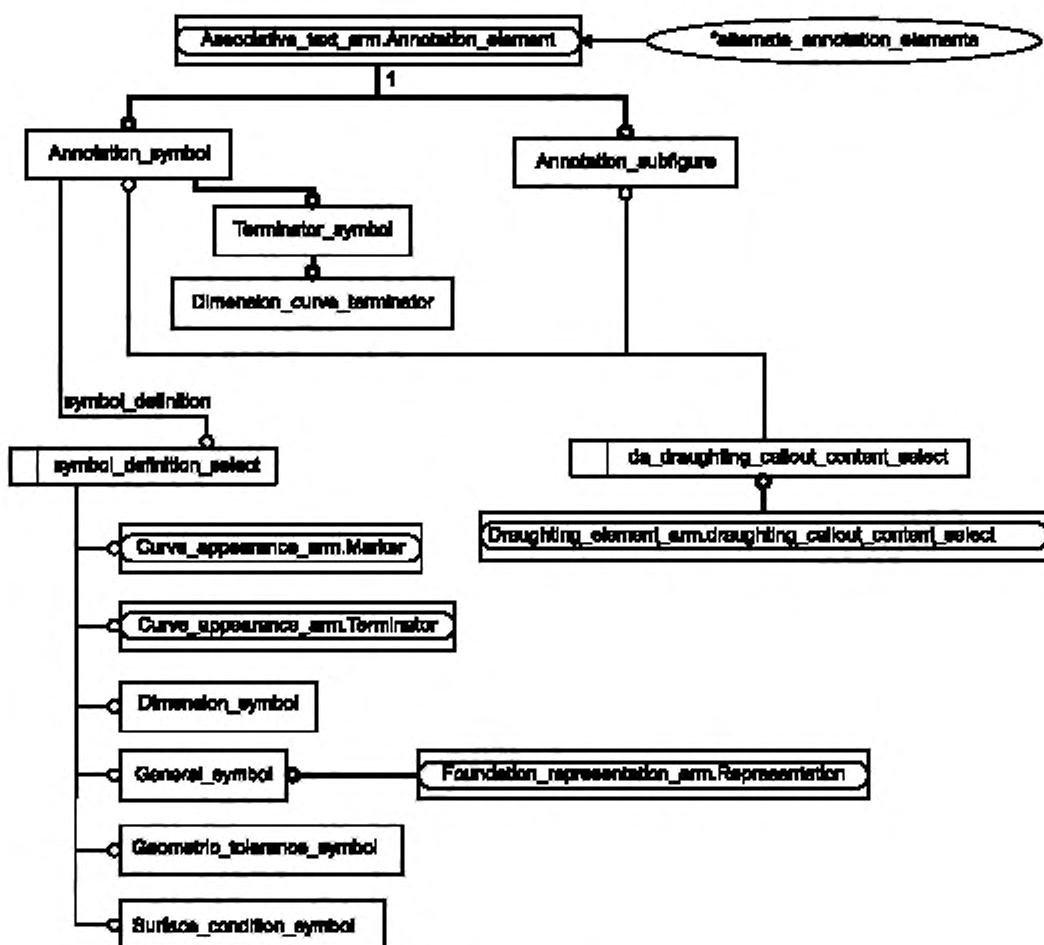 Associative_text_arm.Annotation_element
*alternate_annotation_elements
1
Annotation_symbol
Annotation_subfigure
Terminator_symbol
Dimension_curve_terminator
symbol_definition
symbol_definition_select
de_draughting_callout_content_select
Curve_appearance_arm.Marker
Draughting_element_arm.draughting_callout_content_select
Curve_appearance_arm.Terminator
Dimension_symbol
General_symbol
Foundation_representation_arm.Representation
Geometric_tolerance_symbol
Surface_condition_symbol